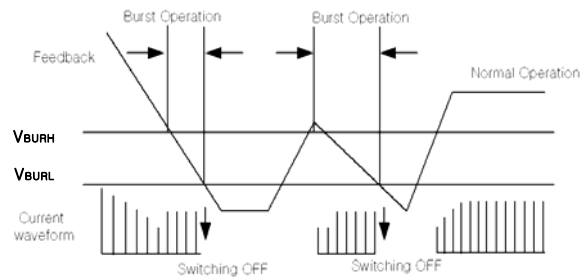 Burst Operation
Burst Operation
Feedback
Normal Operation
VBURH
VBURL
Current
waveform
Switching OFF
Switching OFF